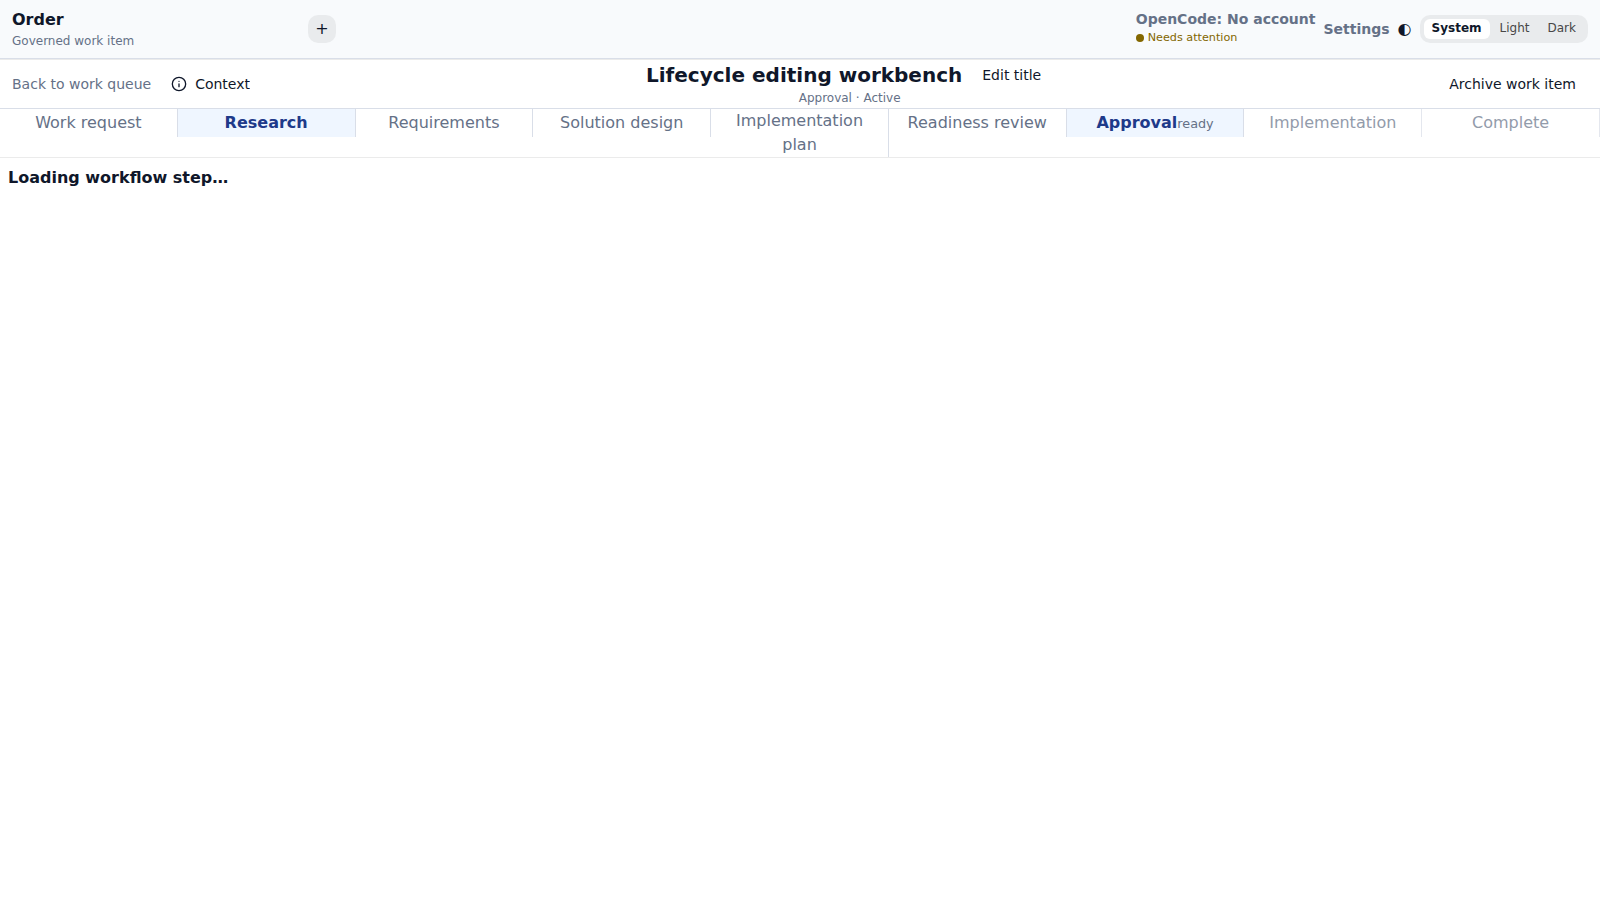 Order
Governed work item
+
OpenCode: No account
Needs attention
Settings
System Light Dark
Back to work queue
Context
Lifecycle editing workbench
Edit title
Approval · Active
Archive work item
Work request
Research
Requirements
Solution design
Implementation
plan
Readiness review
Approvalready
Implementation
Complete
Loading workflow step…